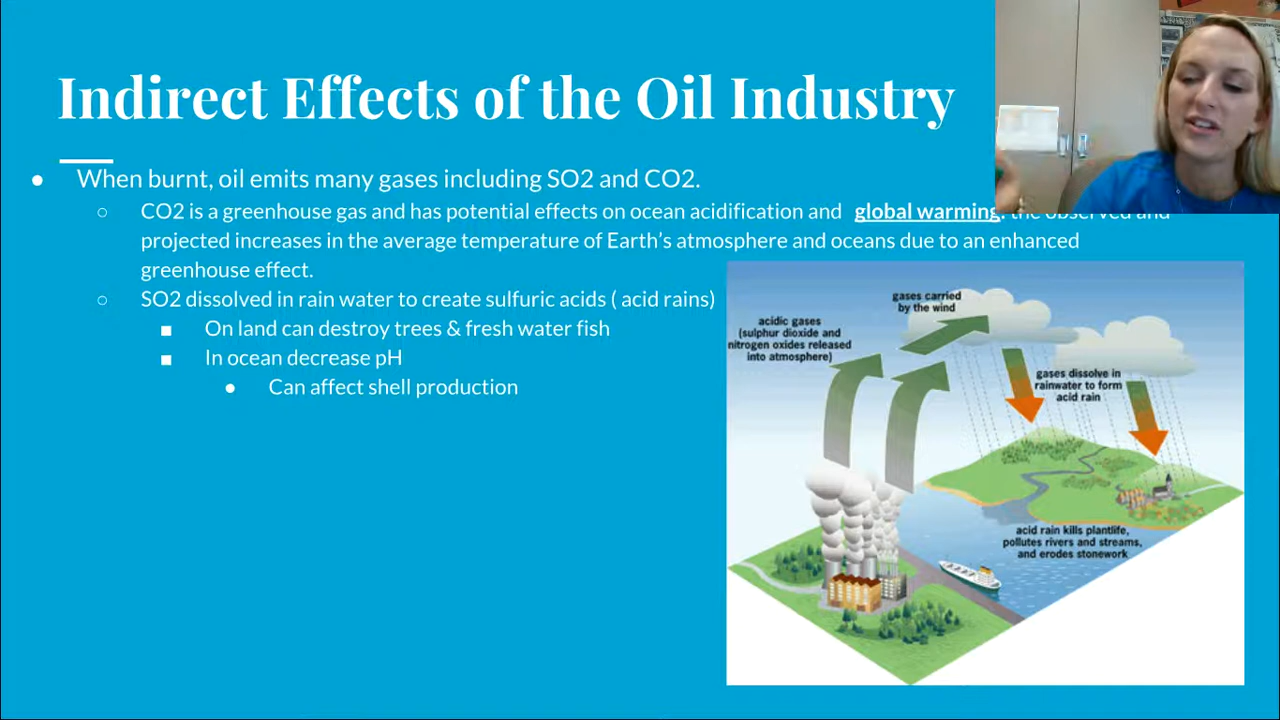 Indirect Effects of the Oil Industry
● When burnt, oil emits many gases including SO2 and CO2.
○ CO2 is a greenhouse gas and has potential effects on ocean acidification and global warming: the observed and
projected increases in the average temperature of Earth's atmosphere and oceans due to an enhanced
greenhouse effect.
○ SO2 dissolved in rain water to create sulfuric acids ( acid rains)
■ On land can destroy trees & fresh water fish
■ In ocean decrease pH
● Can affect shell production
gases carried
by the wind
acidic gases
(sulphur dioxide and
nitrogen oxides released
into atmosphere)
gases dissolve in
rainwater to form
acid rain
acid rain kills plantlife,
pollutes rivers and streams,
and erodes stonework